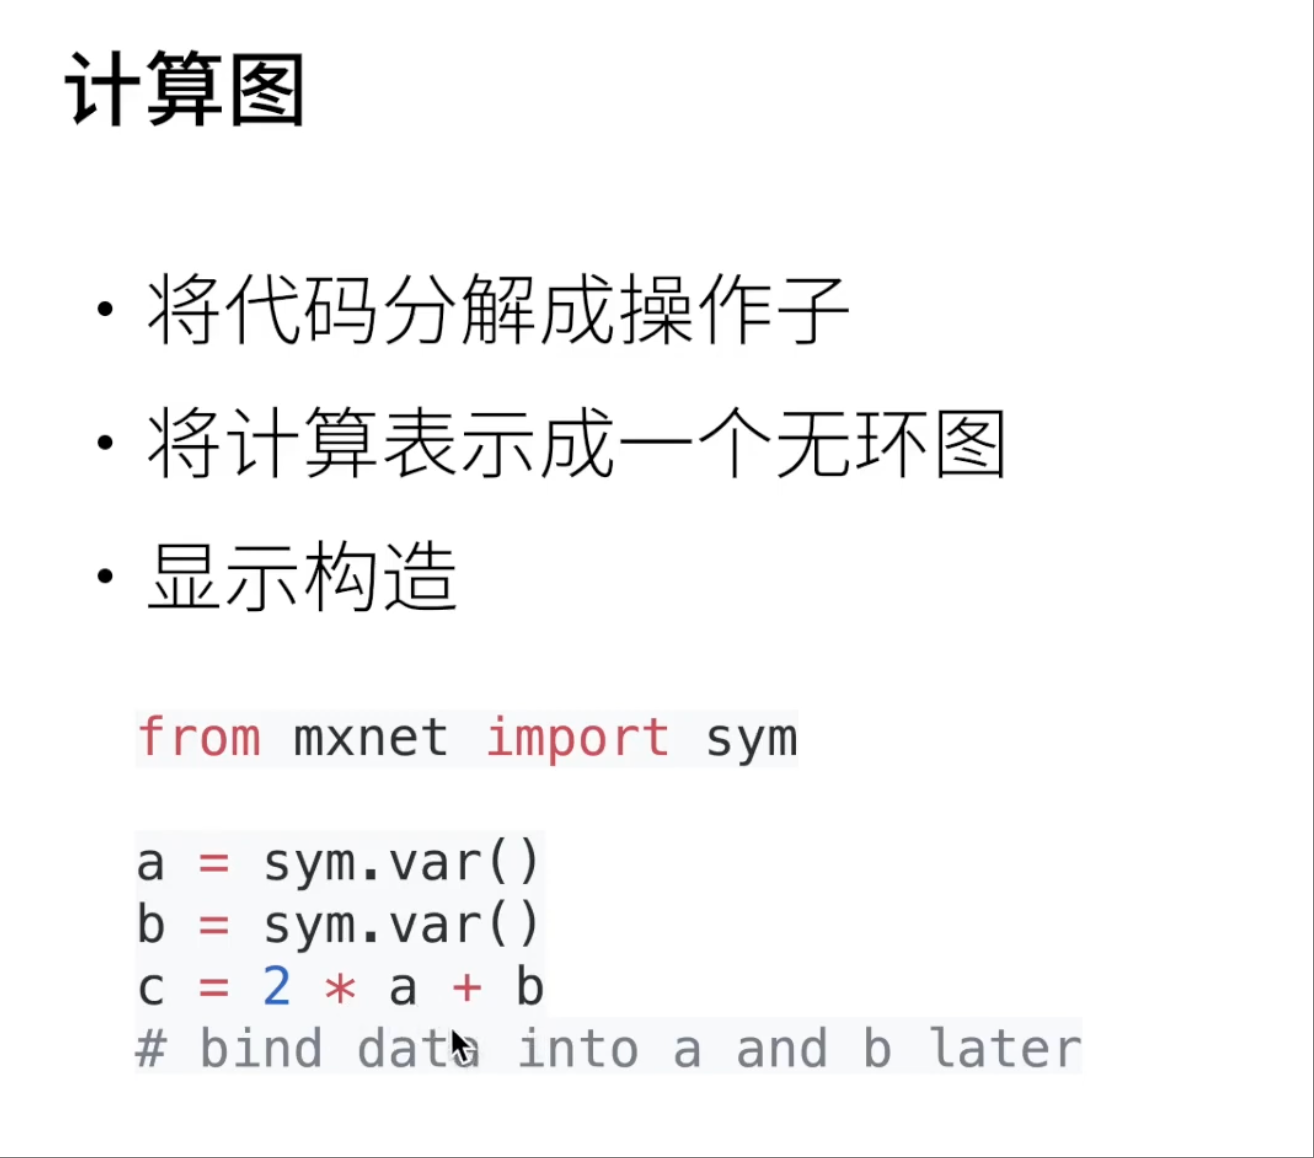 计算图
• 将代码分解成操作子
• 将计算表示成一个无环图
• 显示构造
from mxnet import sym
a = sym.var()
b = sym.var()
c = 2 * a + b
# bind data into a and b later